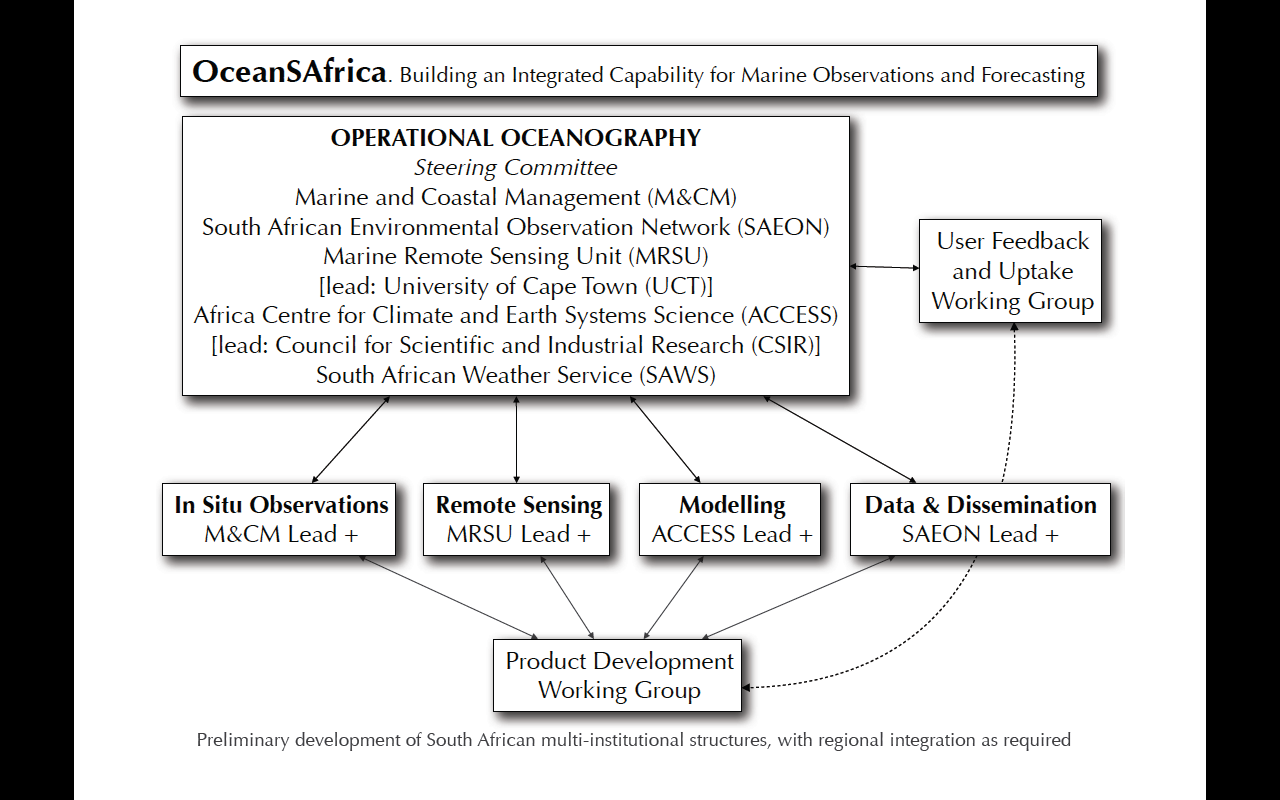 OceanSAfrica. Building an Integrated Capability for Marine Observations and Forecasting
OPERATIONAL OCEANOGRAPHY
Steering Committee
Marine and Coastal Management (M&CM)
South African Environmental Observation Network (SAEON)
Marine Remote Sensing Unit (MRSU)
[lead: University of Cape Town (UCT)]
Africa Centre for Climate and Earth Systems Science (ACCESS)
[lead: Council for Scientific and Industrial Research (CSIR)]
South African Weather Service (SAWS)
User Feedback
and Uptake
Working Group
In Situ Observations
M&CM Lead +
Remote Sensing
MRSU Lead +
Modelling
ACCESS Lead +
Data & Dissemination
SAEON Lead +
Product Development
Working Group
Preliminary development of South African multi-institutional structures, with regional integration as required